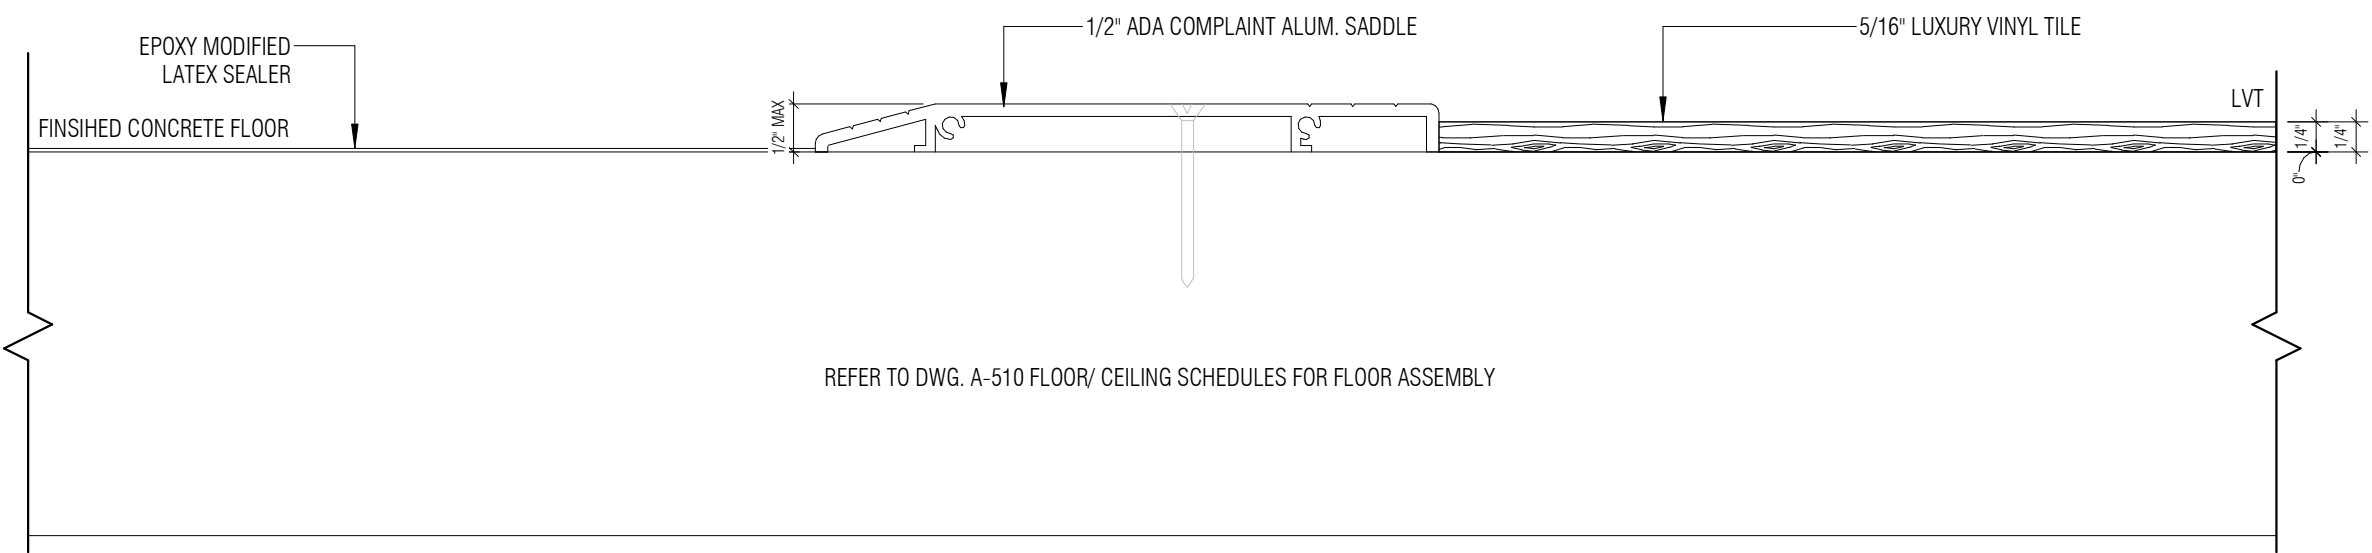 EPOXY MODIFIED
LATEX SEALER
1/2" ADA COMPLAINT ALUM. SADDLE
5/16" LUXURY VINYL TILE
FINSIHED CONCRETE FLOOR
1/2" MAX
LVT
1/4"
1/4"
0"
REFER TO DWG. A-510 FLOOR/ CEILING SCHEDULES FOR FLOOR ASSEMBLY